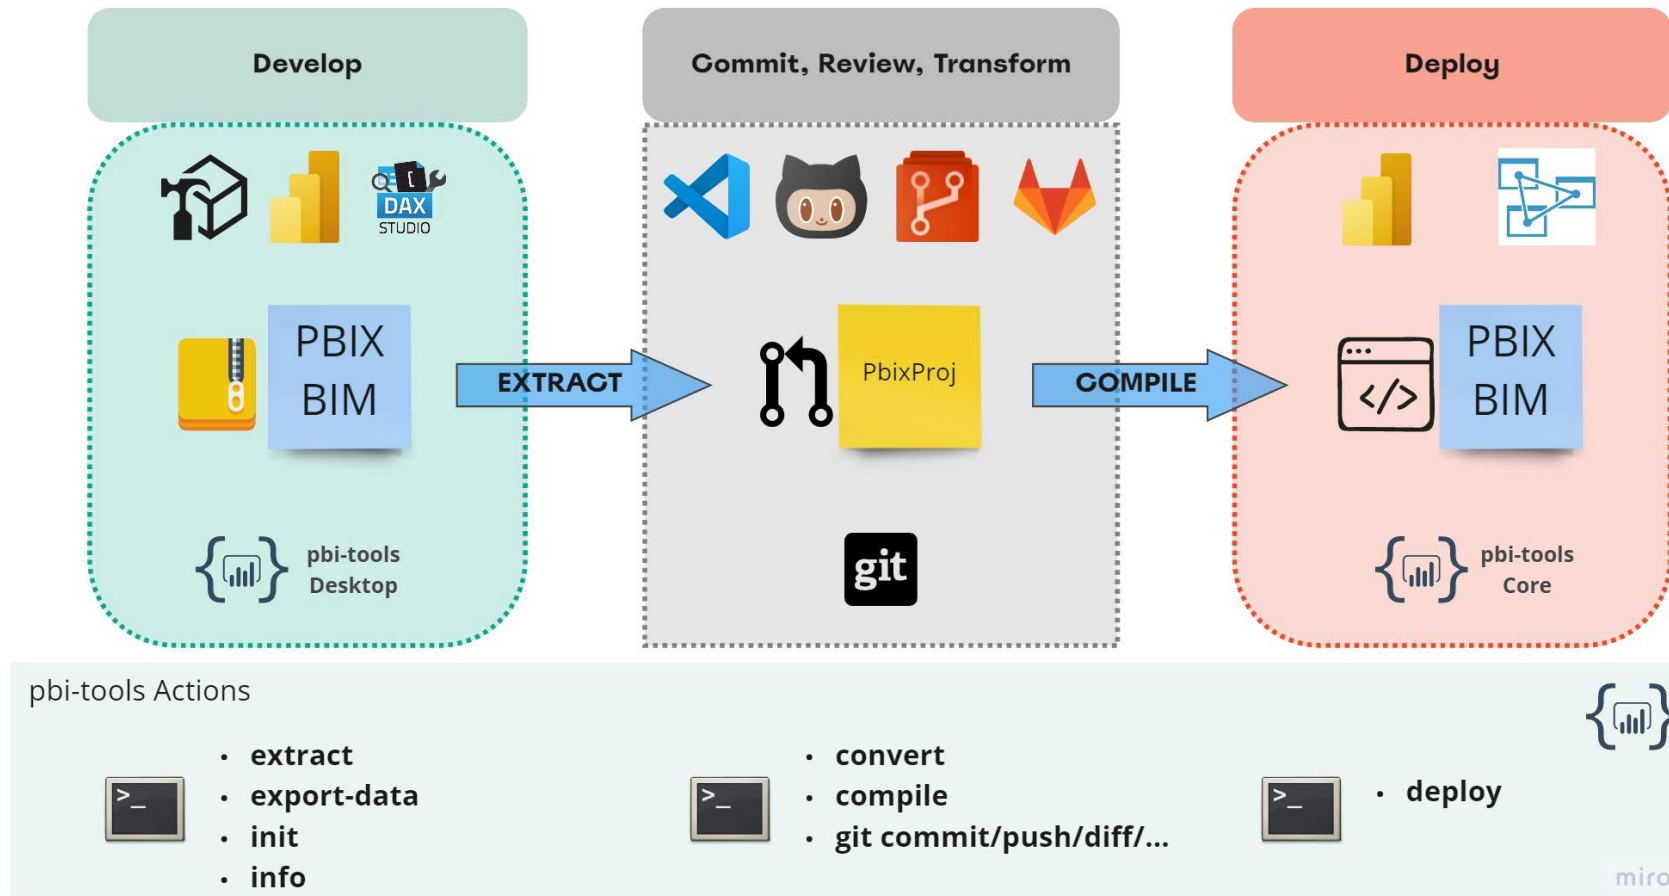 Develop
Commit, Review, Transform
Deploy
DAX
STUDIO
PBIX
BIM
EXTRACT
PbixProj
COMPILE
</>
PBIX
BIM
pbi-tools
Desktop
git
pbi-tools
Core
pbi-tools Actions
>_
• extract
• export-data
• init
• info
>_
• convert
• compile
• git commit/push/diff/...
>_
• deploy
miro